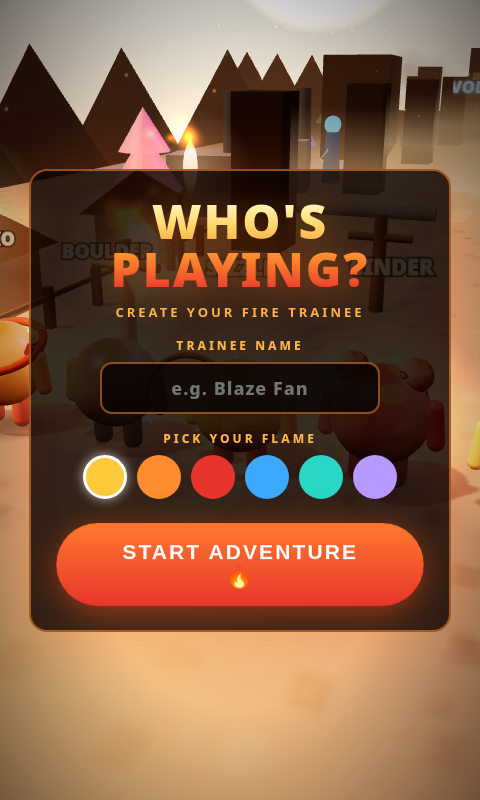 WHO'S
PLAYING?
CREATE YOUR FIRE TRAINEE
TRAINEE NAME
e.g. Blaze Fan
PICK YOUR FLAME
START ADVENTURE
🔥
BOULDER